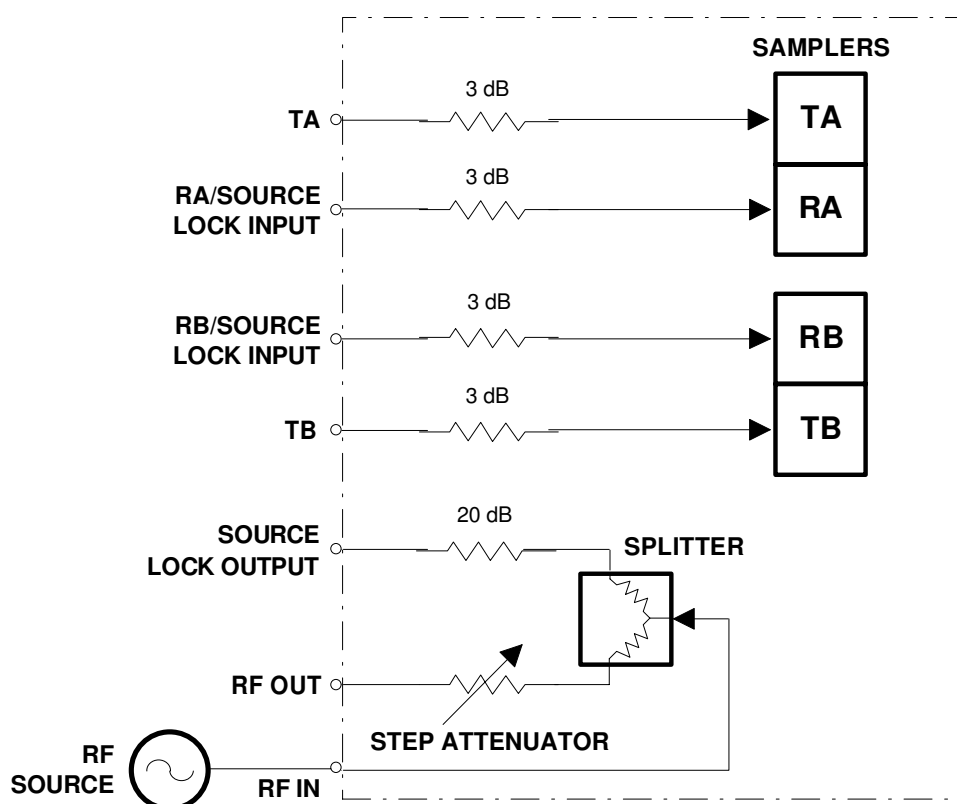 SAMPLERS
3 dB
TA
TA
3 dB
RA/SOURCE
LOCK INPUT
RA
3 dB
RB/SOURCE
LOCK INPUT
RB
3 dB
TB
TB
20 dB
SOURCE
LOCK OUTPUT
SPLITTER
RF OUT
STEP ATTENUATOR
RF
SOURCE
RF IN